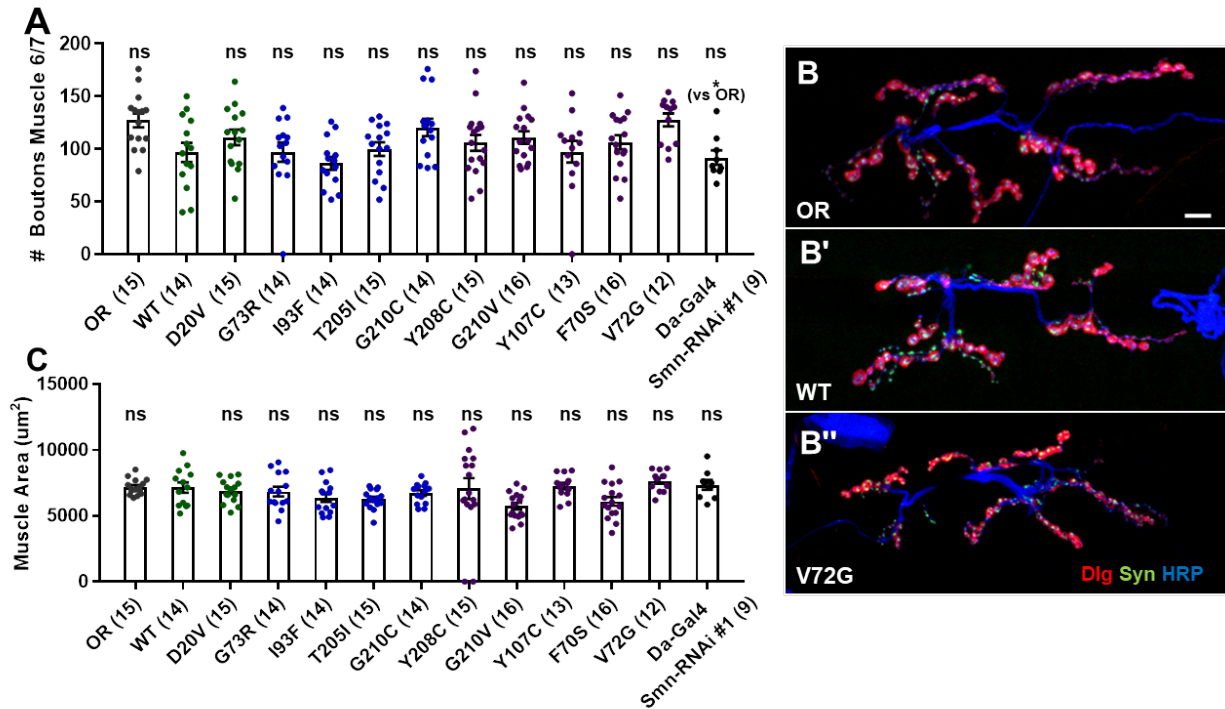 A
ns ns ns ns ns ns ns ns ns ns ns ns
*
(vs OR)
# Boutons Muscle 6/7
200
150
100
50
0
OR (15)
WT (14)
D20V (15)
G73R (14)
I93F (14)
T205I (15)
G210C (14)
Y208C (15)
G210V (16)
Y107C (13)
F70S (16)
V72G (12)
Da-Gal4
Smn-RNAi #1 (9)
C
ns ns ns ns ns ns ns ns ns ns ns ns
Muscle Area (um²)
15000
10000
5000
0
OR (15)
WT (14)
D20V (15)
G73R (14)
I93F (14)
T205I (15)
G210C (14)
Y208C (15)
G210V (16)
Y107C (13)
F70S (16)
V72G (12)
Da-Gal4
Smn-RNAi #1 (9)
B
OR
B'
WT
B"
V72G
Dlg Syn HRP